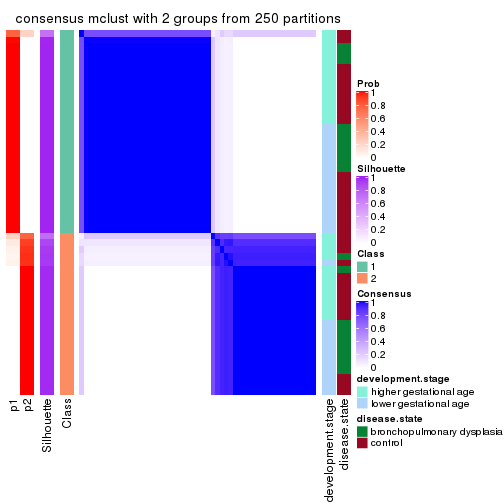 consensus mclust with 2 groups from 250 partitions
Prob
1
0.8
0.6
0.4
0.2
0
Silhouette
1
0.8
0.6
0.4
0.2
0
Class
1
2
Consensus
1
0.8
0.6
0.4
0.2
0
development.stage
higher gestational age
lower gestational age
disease.state
bronchopulmonary dysplasia
control
p1
p2
Silhouette
Class
development.stage
disease.state